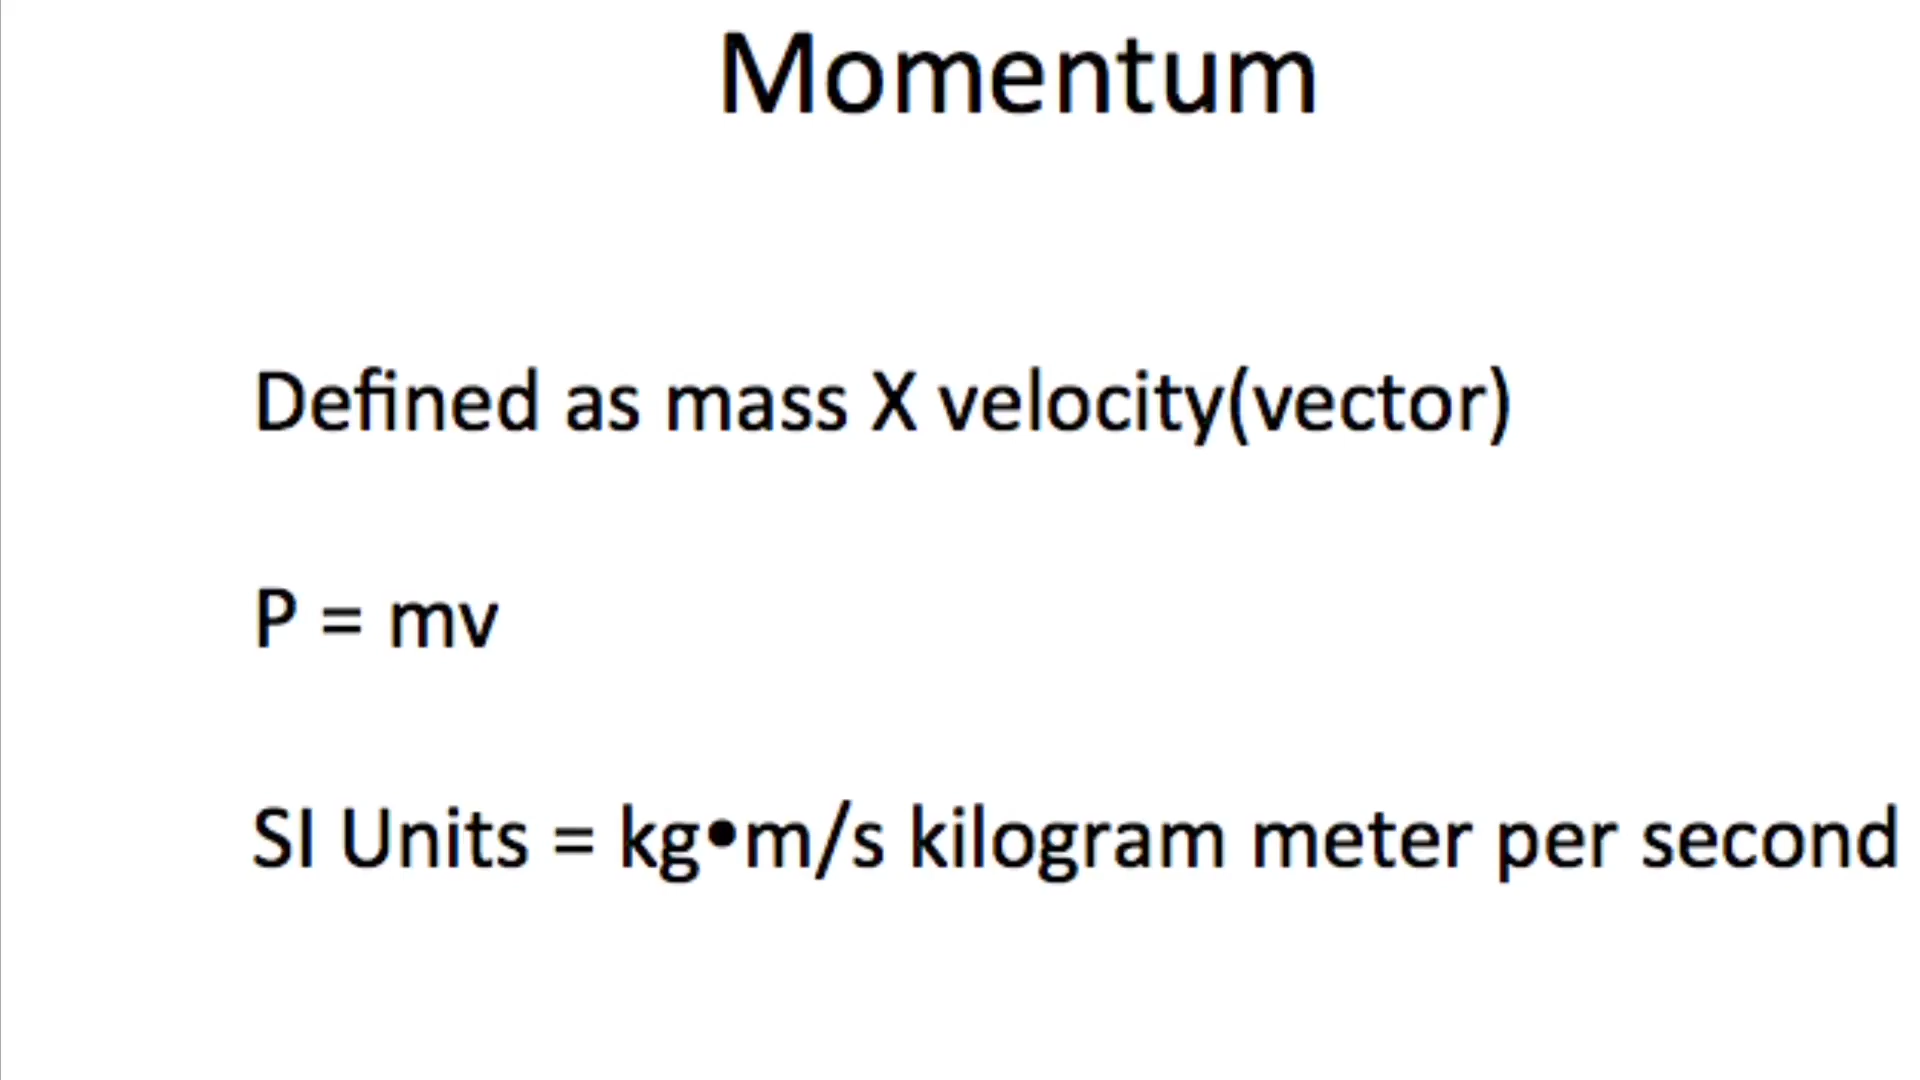 Momentum
Defined as mass X velocity(vector)
P = mv
SI Units = kg•m/s kilogram meter per second